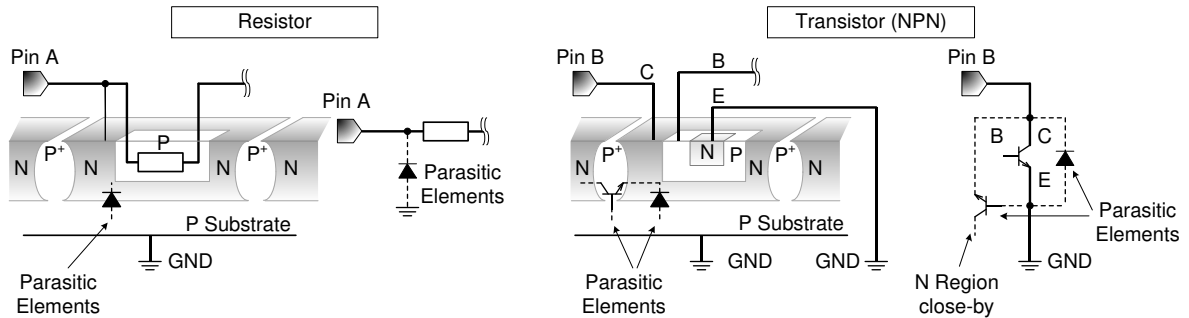 Resistor
Transistor (NPN)
Pin A
Pin A
P
N
P⁺
N
P⁺
N
N
Parasitic
Elements
P Substrate
GND
Parasitic
Elements
Pin B
C
B
E
N
P⁺
N
N
P
P⁺
N
P Substrate
GND
GND
Parasitic
Elements
Pin B
B
C
E
Parasitic
Elements
GND
N Region
close-by